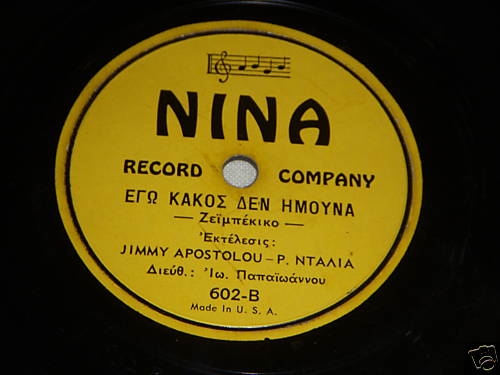 NINA
RECORD COMPANY
ΕΓΩ ΚΑΚΟΣ ΔΕΝ ΗΜΟΥΝΑ
— Ζεϊμπέκικο —
Ἐκτέλεσις:
JIMMY APOSTOLOU – Ρ. ΝΤΑΛΙΑ
Διεύθ.: Ἰω. Παπαϊωάννου
602-B
Made In U. S. A.